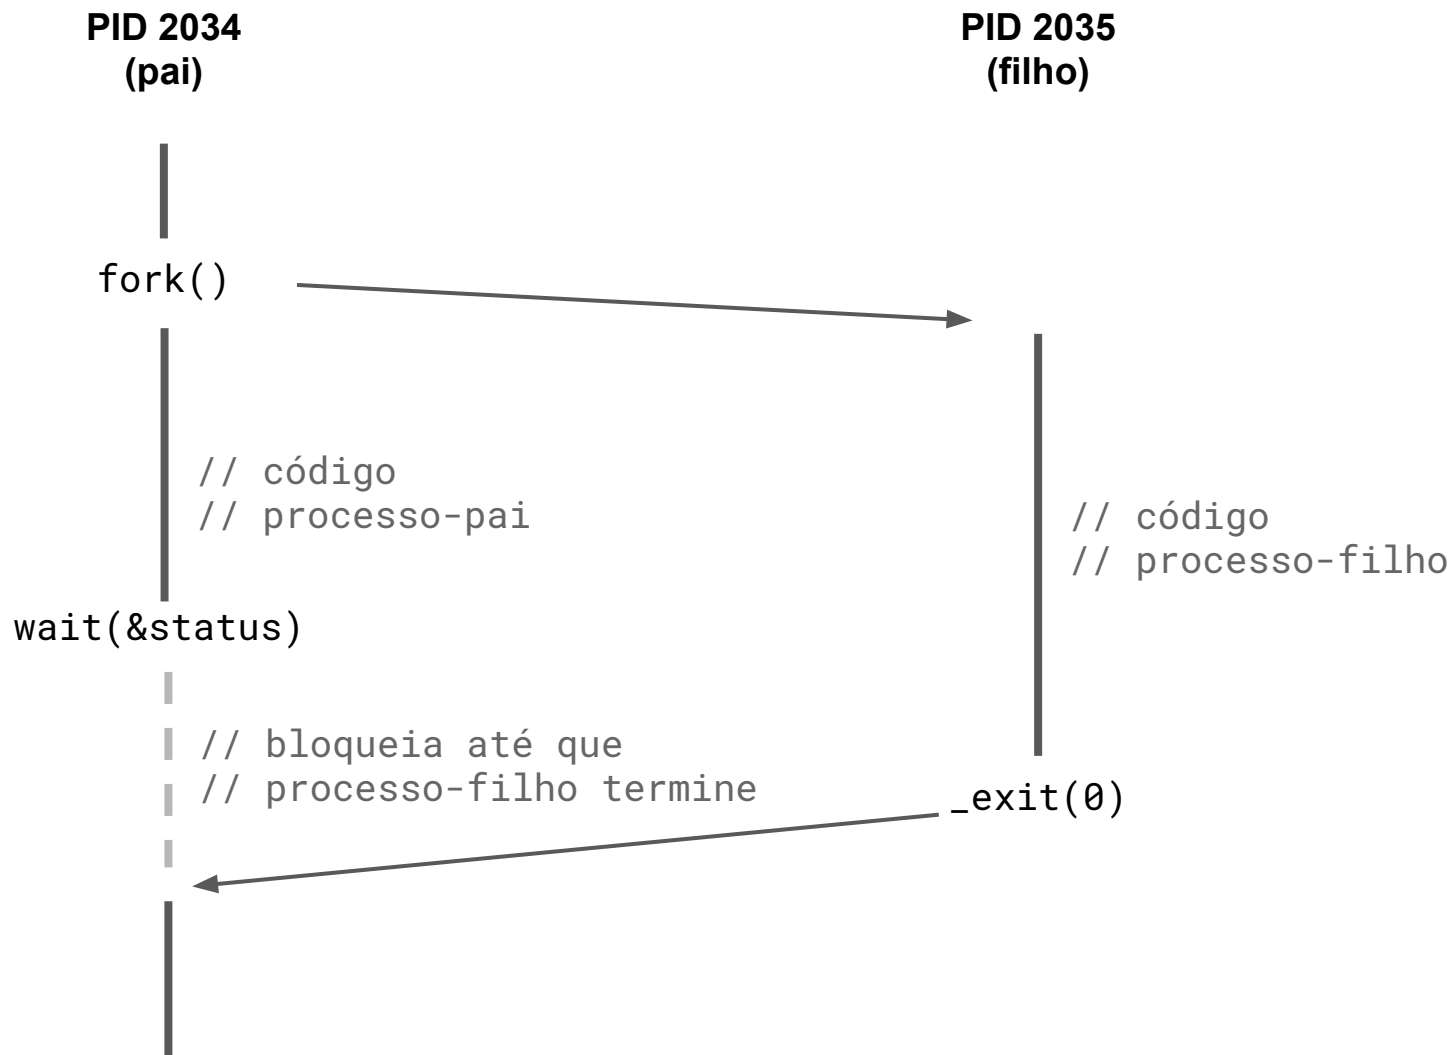 PID 2034
(pai)
PID 2035
(filho)
fork()
// código
// processo-pai
// código
// processo-filho
wait(&status)
// bloqueia até que
// processo-filho termine
_exit(0)